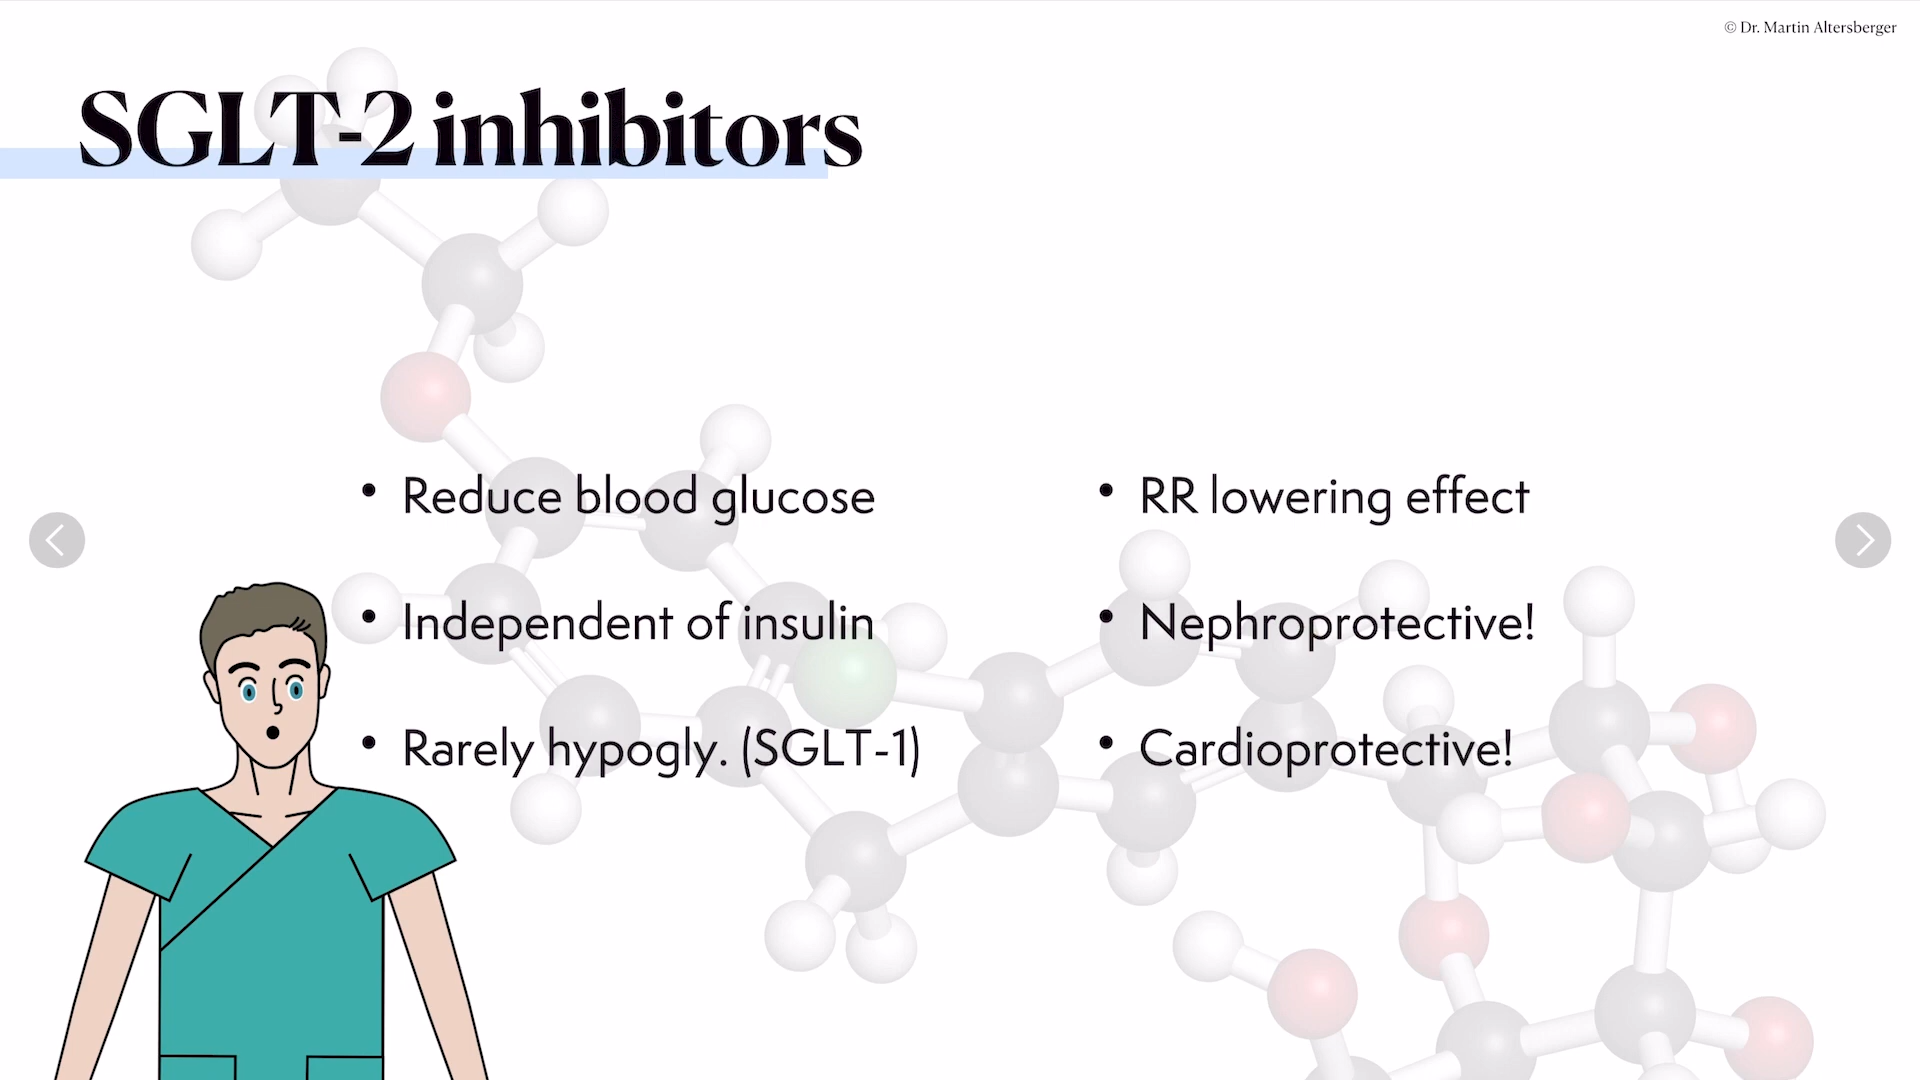 © Dr. Martin Altersberger
SGLT-2 inhibitors
• Reduce blood glucose
• Independent of insulin
• Rarely hypogly. (SGLT-1)
• RR lowering effect
• Nephroprotective!
• Cardioprotective!